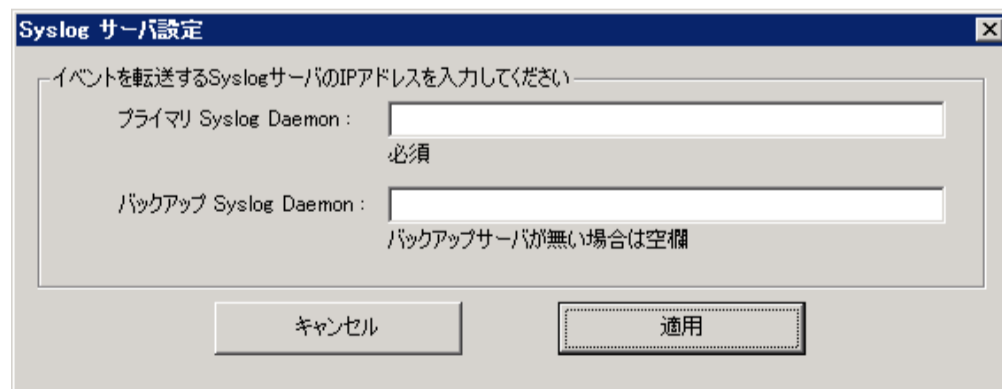 Syslog サーバ設定
イベントを転送するSyslogサーバのIPアドレスを入力してください
プライマリ Syslog Daemon :
必須
バックアップ Syslog Daemon :
バックアップサーバが無い場合は空欄
キャンセル
適用